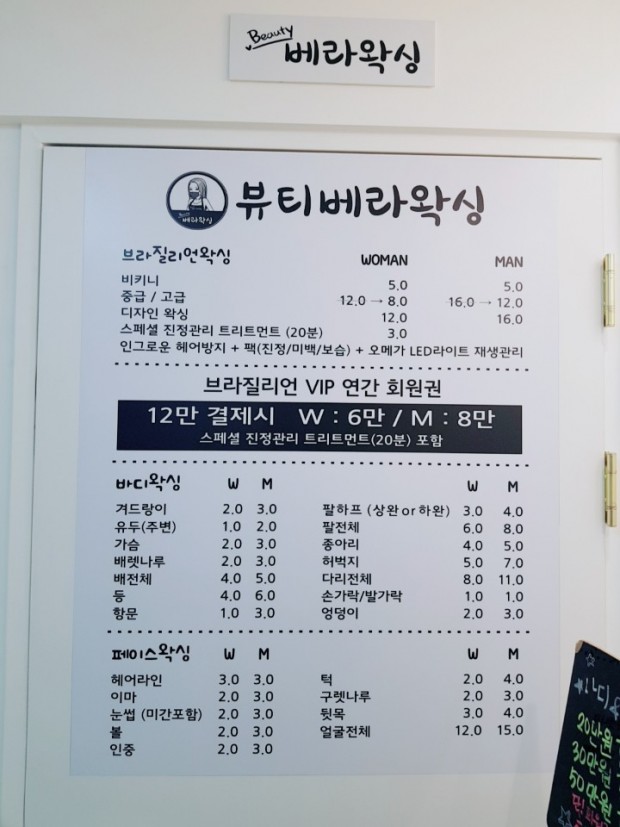 Beauty
베라왁싱
Beauty
베라왁싱
뷰티베라왁싱
브라질리언왁싱 WOMAN MAN
비키니 5.0 5.0
중급 / 고급 12.0 → 8.0 16.0 → 12.0
디자인 왁싱 12.0 16.0
스페셜 진정관리 트리트먼트 (20분) 3.0
인그로운 헤어방지 + 팩(진정/미백/보습) + 오메가 LED라이트 재생관리
브라질리언 VIP 연간 회원권
12만 결제시 W : 6만 / M : 8만
스페셜 진정관리 트리트먼트(20분) 포함
바디왁싱 W M W M
겨드랑이 2.0 3.0 팔하프 (상완or하완) 3.0 4.0
유두(주변) 1.0 2.0 팔전체 6.0 8.0
가슴 2.0 3.0 종아리 4.0 5.0
배렛나루 2.0 3.0 허벅지 5.0 7.0
배전체 4.0 5.0 다리전체 8.0 11.0
등 4.0 6.0 손가락/발가락 1.0 1.0
항문 1.0 3.0 엉덩이 2.0 3.0
페이스왁싱 W M W M
헤어라인 3.0 3.0 턱 2.0 4.0
이마 2.0 3.0 구렛나루 2.0 3.0
눈썹 (미간포함) 2.0 3.0 뒷목 3.0 4.0
볼 2.0 3.0 얼굴전체 12.0 15.0
인중 2.0 3.0
20만원
30만원
50만원